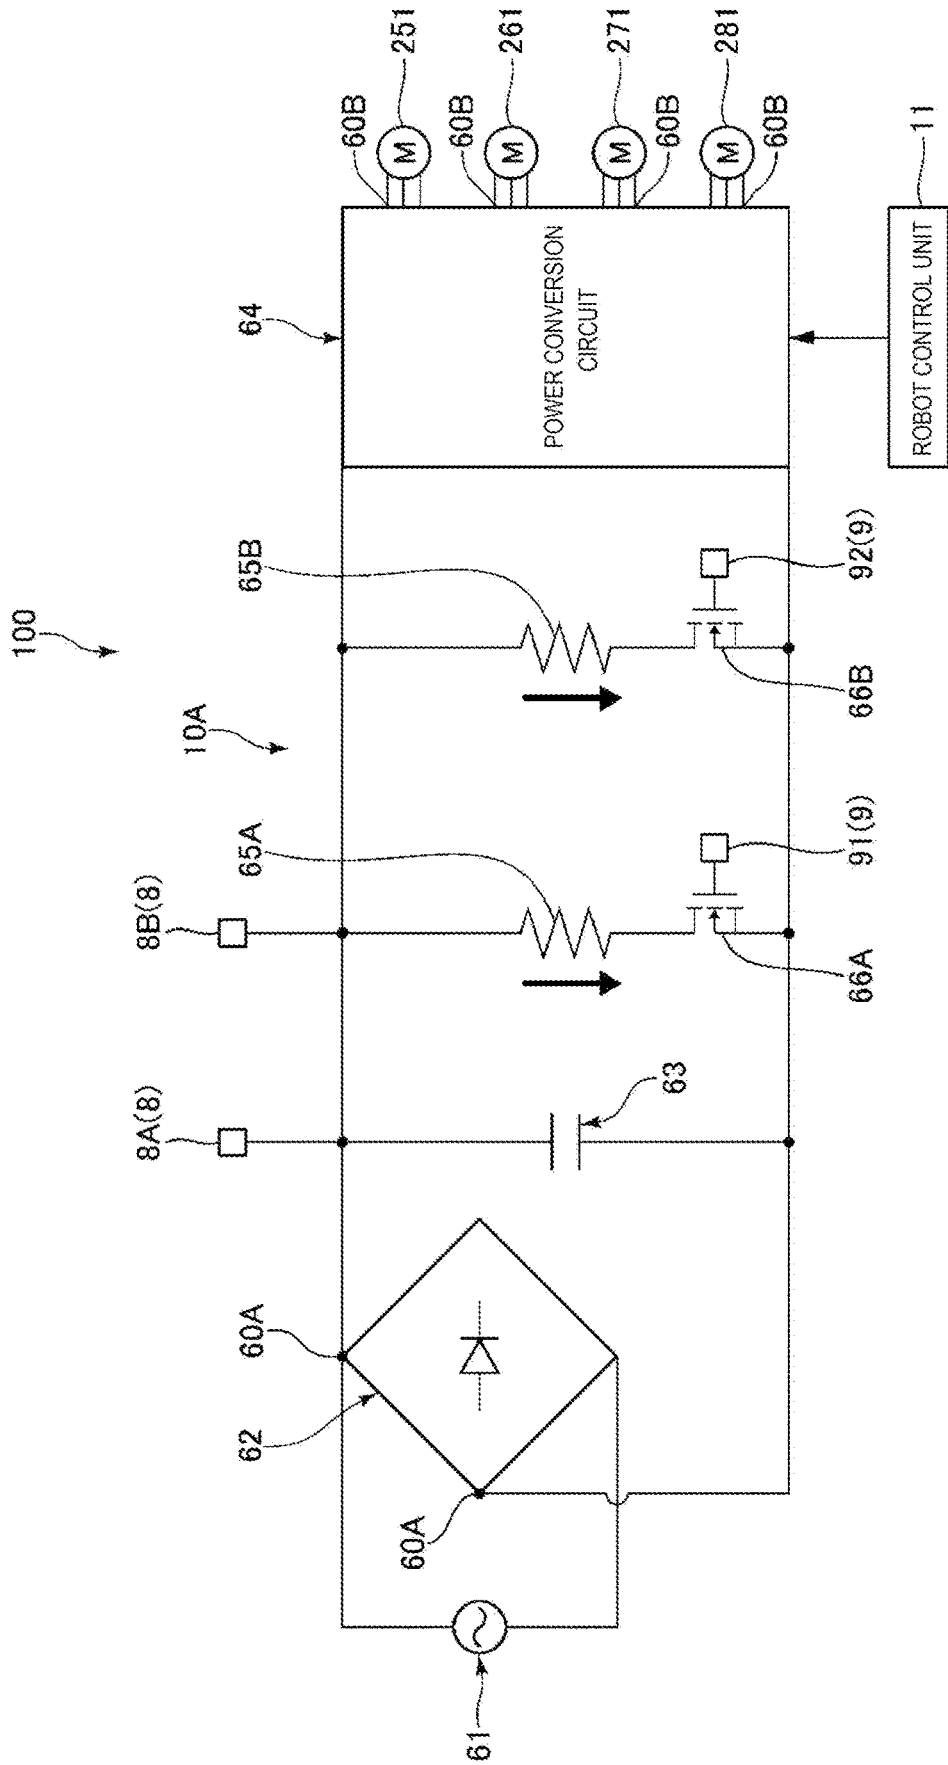 100
10A
8A(8)
8B(8)
65A
65B
64
60B
251
60B
261
271
60B
281
60B
POWER CONVERSION
CIRCUIT
11
ROBOT CONTROL UNIT
61
60A
62
60A
63
66A
91(9)
66B
92(9)
M
M
M
M